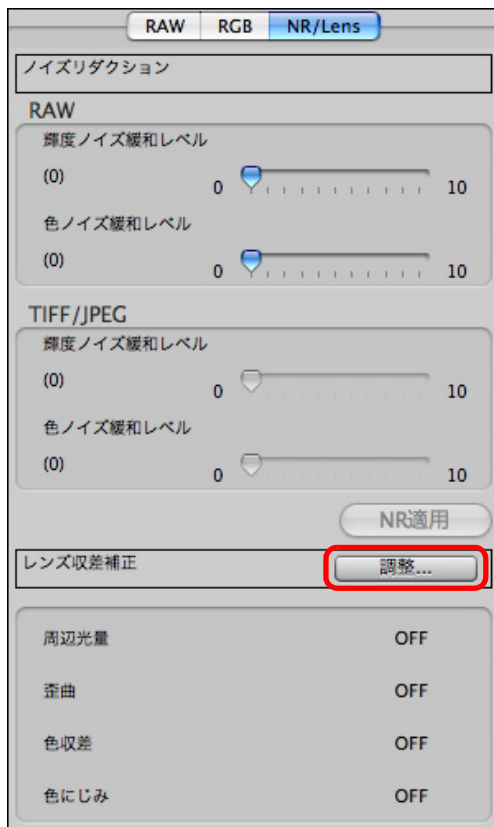 RAW RGB NR/Lens
ノイズリダクション
RAW
輝度ノイズ緩和レベル
(0) 0 10
色ノイズ緩和レベル
(0) 0 10
TIFF/JPEG
輝度ノイズ緩和レベル
(0) 0 10
色ノイズ緩和レベル
(0) 0 10
NR適用
レンズ収差補正 調整...
周辺光量 OFF
歪曲 OFF
色収差 OFF
色にじみ OFF